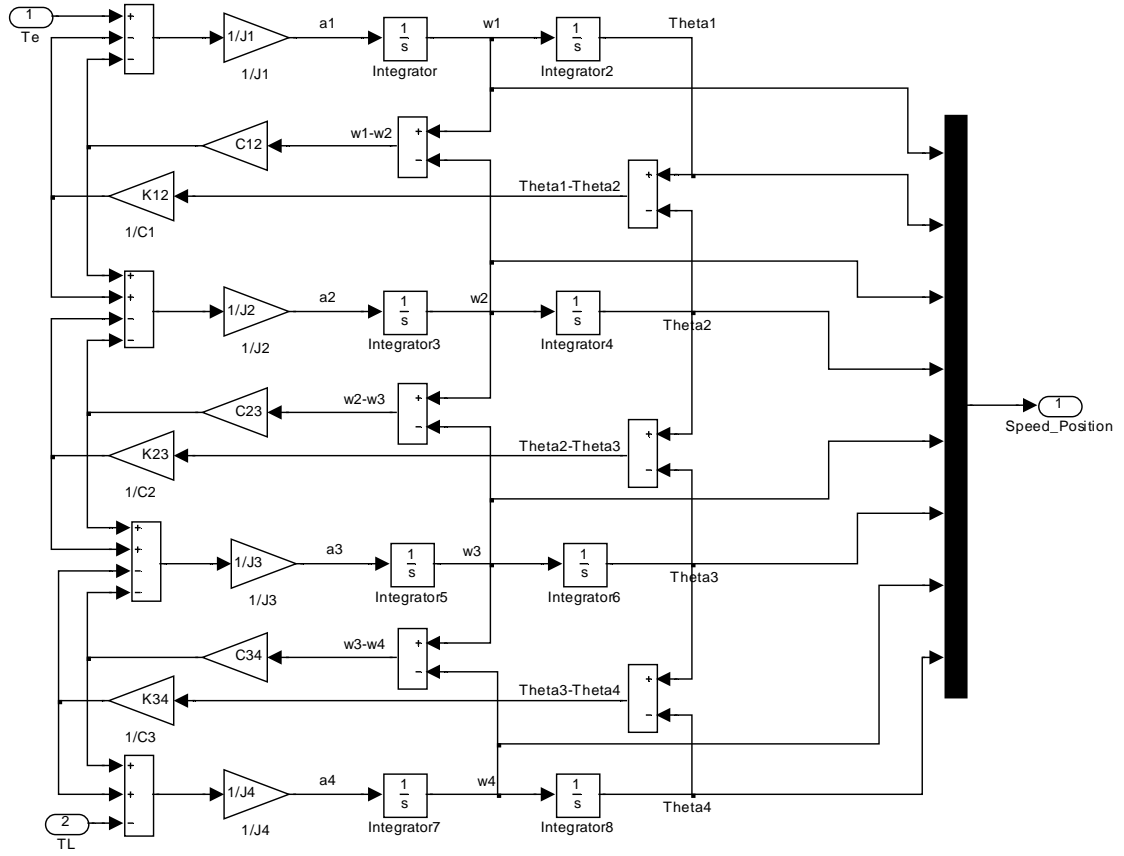 1
Te
+
−
−
1/J1
1/J1
a1
1
s
Integrator
w1
1
s
Integrator2
Theta1
C12
w1-w2
+
−
K12
1/C1
Theta1-Theta2
+
−
+
+
−
−
1/J2
1/J2
a2
1
s
Integrator3
w2
1
s
Integrator4
Theta2
C23
w2-w3
+
−
K23
1/C2
Theta2-Theta3
+
−
1
Speed_Position
+
+
−
−
1/J3
1/J3
a3
1
s
Integrator5
w3
1
s
Integrator6
Theta3
C34
w3-w4
+
−
K34
1/C3
Theta3-Theta4
+
−
+
+
−
2
TL
1/J4
1/J4
a4
1
s
Integrator7
w4
1
s
Integrator8
Theta4